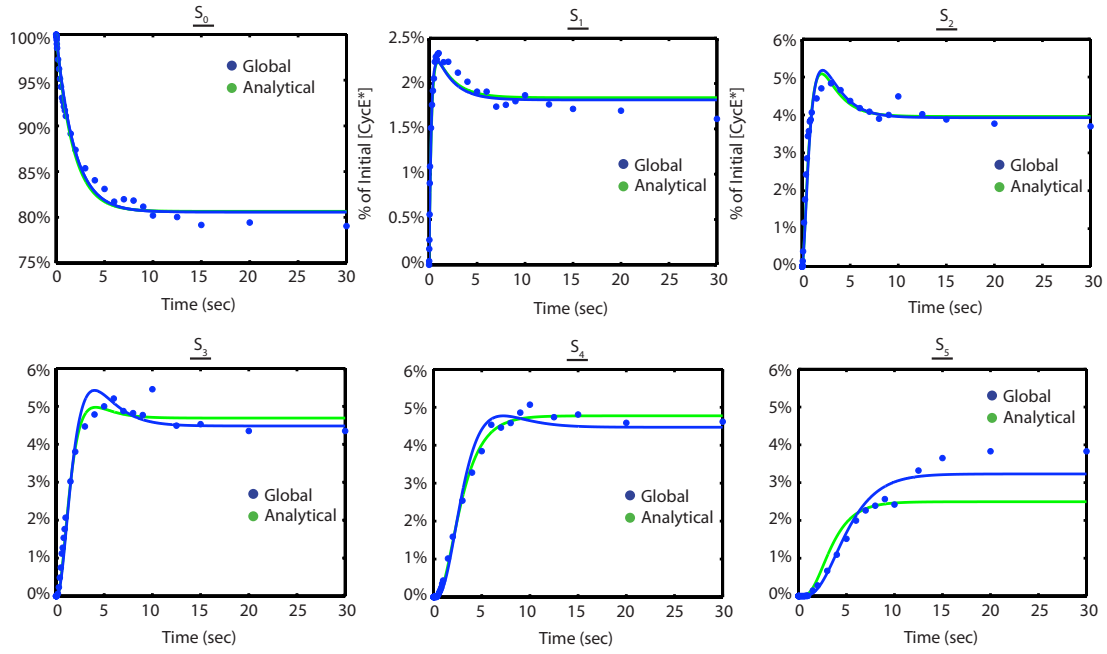 S0
100%
95%
90%
85%
80%
75%
0 5 10 15 20 25 30
Time (sec)
Global
Analytical
S1
% of Initial [CycE*]
2.5%
2%
1.5%
1%
0.5%
0%
0 5 10 15 20 25 30
Time (sec)
Global
Analytical
S2
% of Initial [CycE*]
6%
5%
4%
3%
2%
1%
0%
0 5 10 15 20 25 30
Time (sec)
Global
Analytical
S3
6%
5%
4%
3%
2%
1%
0%
0 5 10 15 20 25 30
Time (sec)
Global
Analytical
S4
6%
5%
4%
3%
2%
1%
0%
0 5 10 15 20 25 30
Time (sec)
Global
Analytical
S5
6%
5%
4%
3%
2%
1%
0%
0 5 10 15 20 25 30
Time (sec)
Global
Analytical